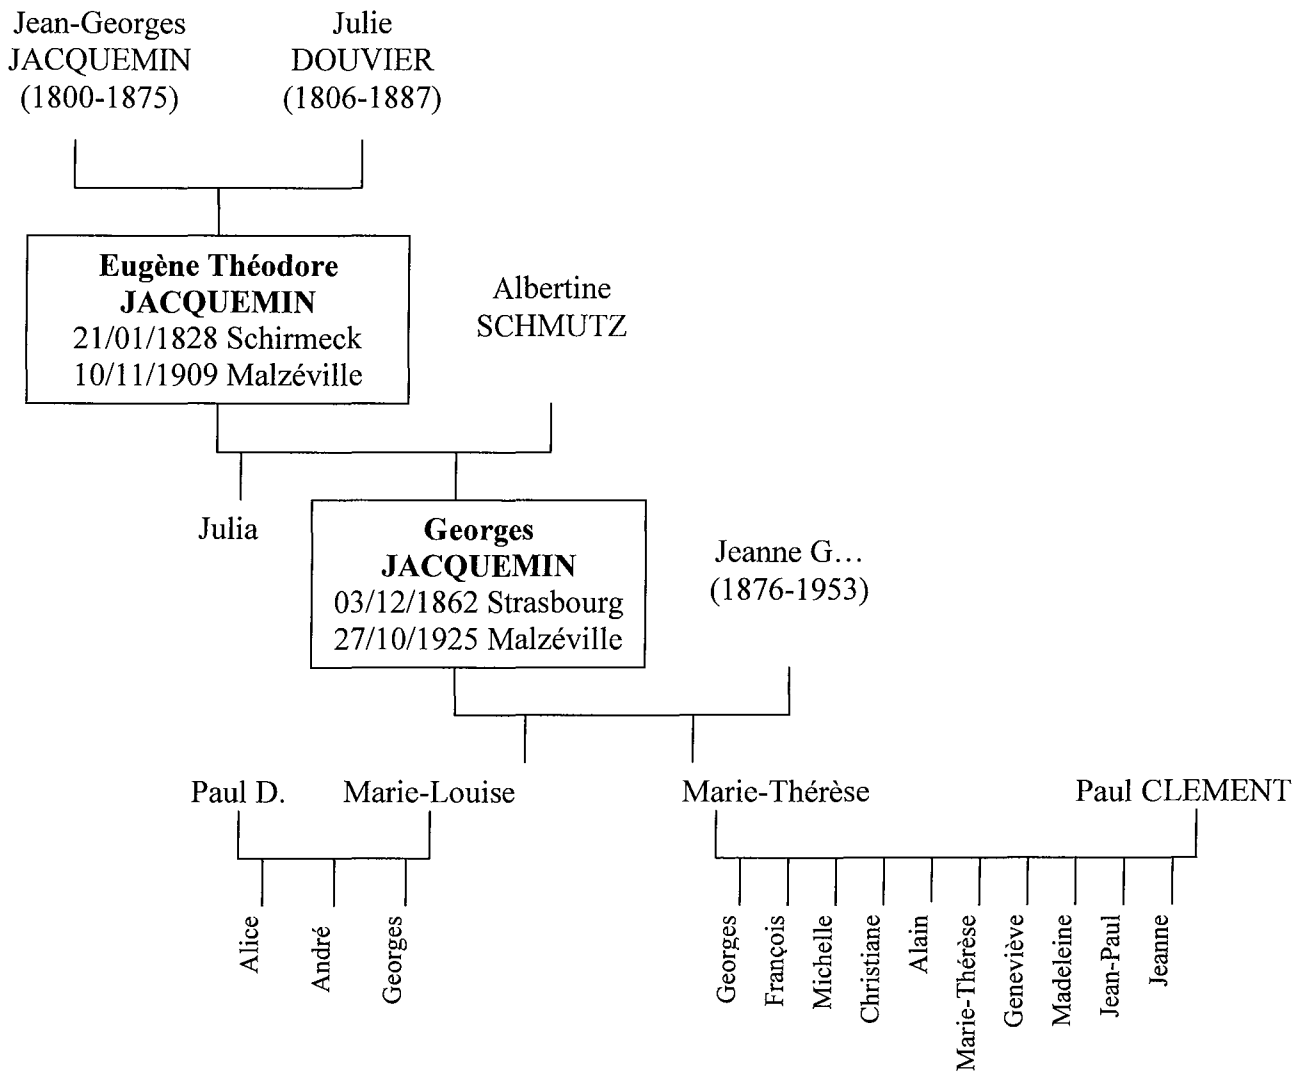 Jean-Georges
JACQUEMIN
(1800-1875)
Julie
DOUVIER
(1806-1887)
Eugène Théodore
JACQUEMIN
21/01/1828 Schirmeck
10/11/1909 Malzéville
Albertine
SCHMUTZ
Julia
Georges
JACQUEMIN
03/12/1862 Strasbourg
27/10/1925 Malzéville
Jeanne G…
(1876-1953)
Paul D.
Marie-Louise
Marie-Thérèse
Paul CLEMENT
Alice
André
Georges
Georges
François
Michelle
Christiane
Alain
Marie-Thérèse
Geneviève
Madeleine
Jean-Paul
Jeanne